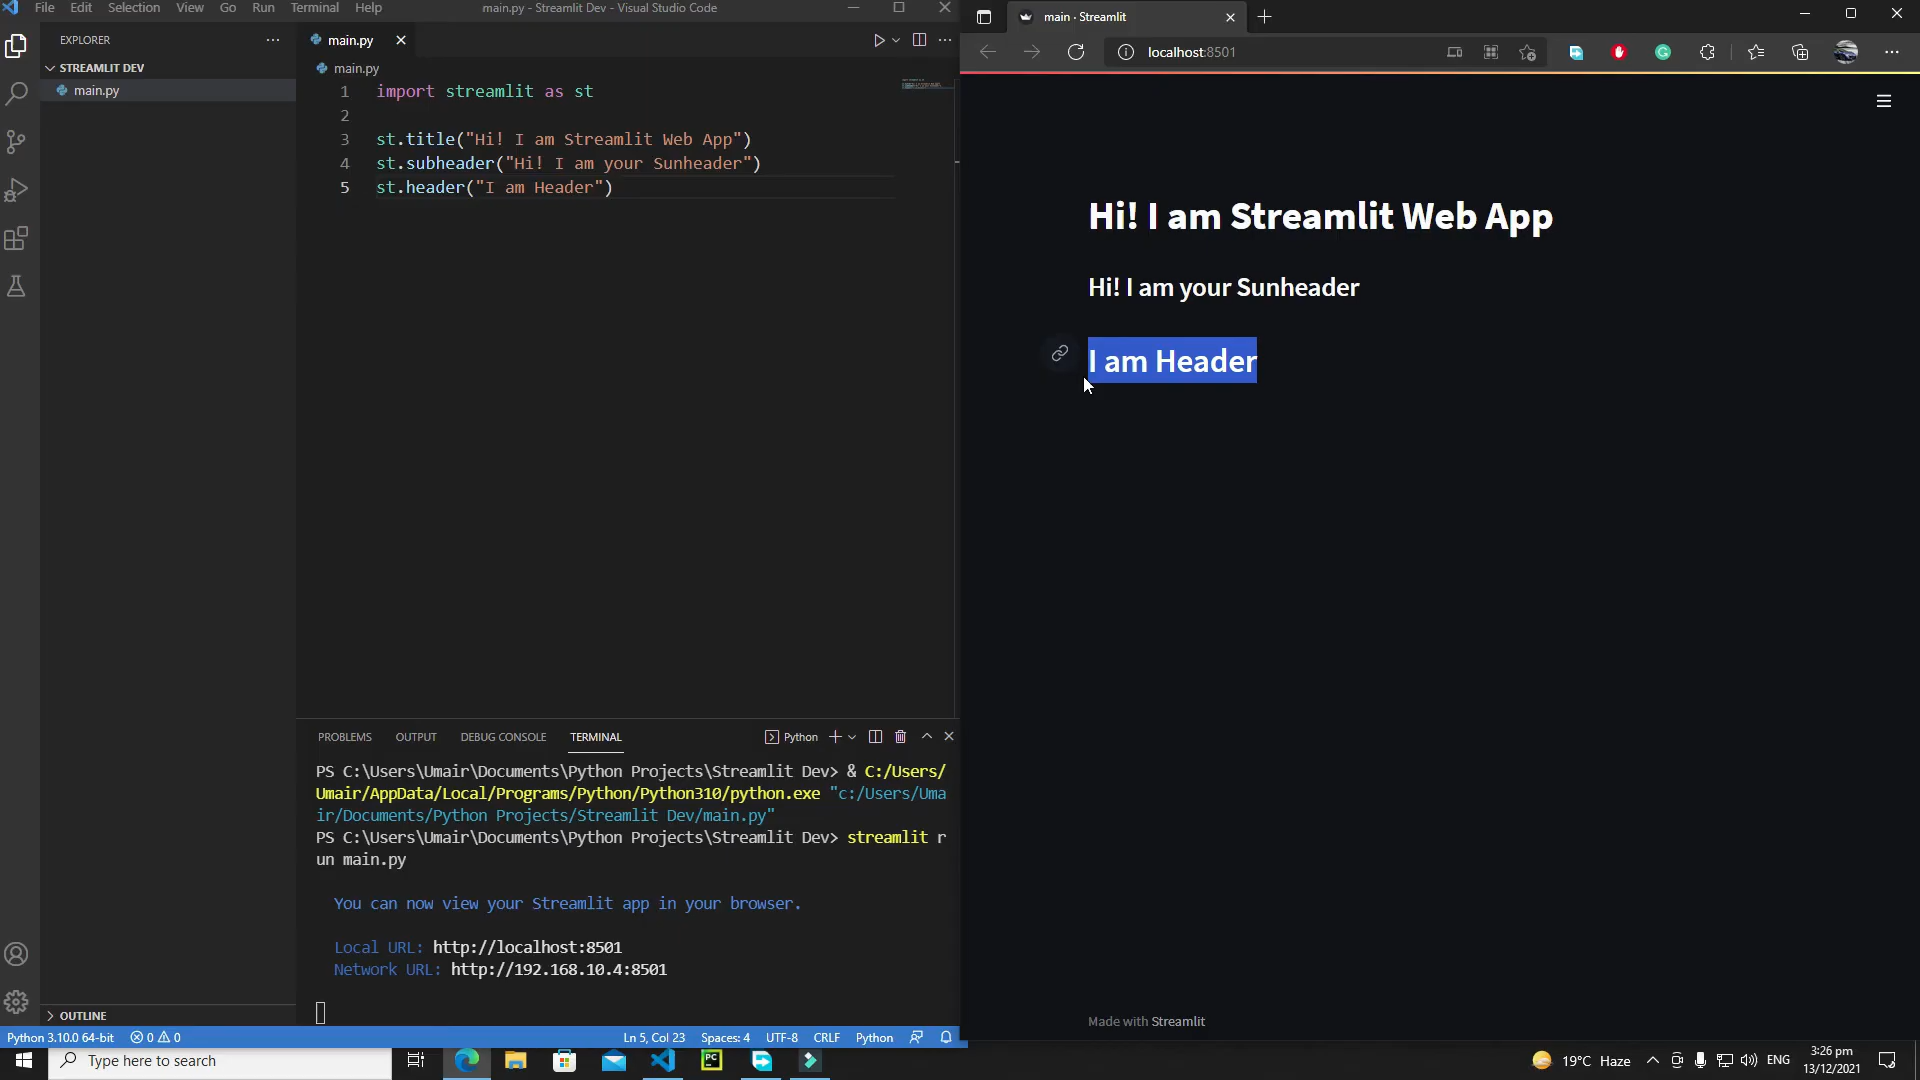 File Edit Selection View Go Run Terminal Help
main.py - Streamlit Dev - Visual Studio Code
EXPLORER
STREAMLIT DEV
main.py
main.py
main.py
1 import streamlit as st
2
3 st.title("Hi! I am Streamlit Web App")
4 st.subheader("Hi! I am your Sunheader")
5 st.header("I am Header")
PROBLEMS OUTPUT DEBUG CONSOLE TERMINAL
Python
PS C:\Users\Umair\Documents\Python Projects\Streamlit Dev> & C:/Users/
Umair/AppData/Local/Programs/Python/Python310/python.exe "c:/Users/Uma
ir/Documents/Python Projects/Streamlit Dev/main.py"
PS C:\Users\Umair\Documents\Python Projects\Streamlit Dev> streamlit r
un main.py
You can now view your Streamlit app in your browser.
Local URL: http://localhost:8501
Network URL: http://192.168.10.4:8501
OUTLINE
Python 3.10.0 64-bit 0 0
Ln 5, Col 23 Spaces: 4 UTF-8 CRLF Python
main · Streamlit
localhost:8501
Hi! I am Streamlit Web App
Hi! I am your Sunheader
I am Header
Made with Streamlit
Type here to search
PC
19°C Haze
ENG
3:26 pm
13/12/2021